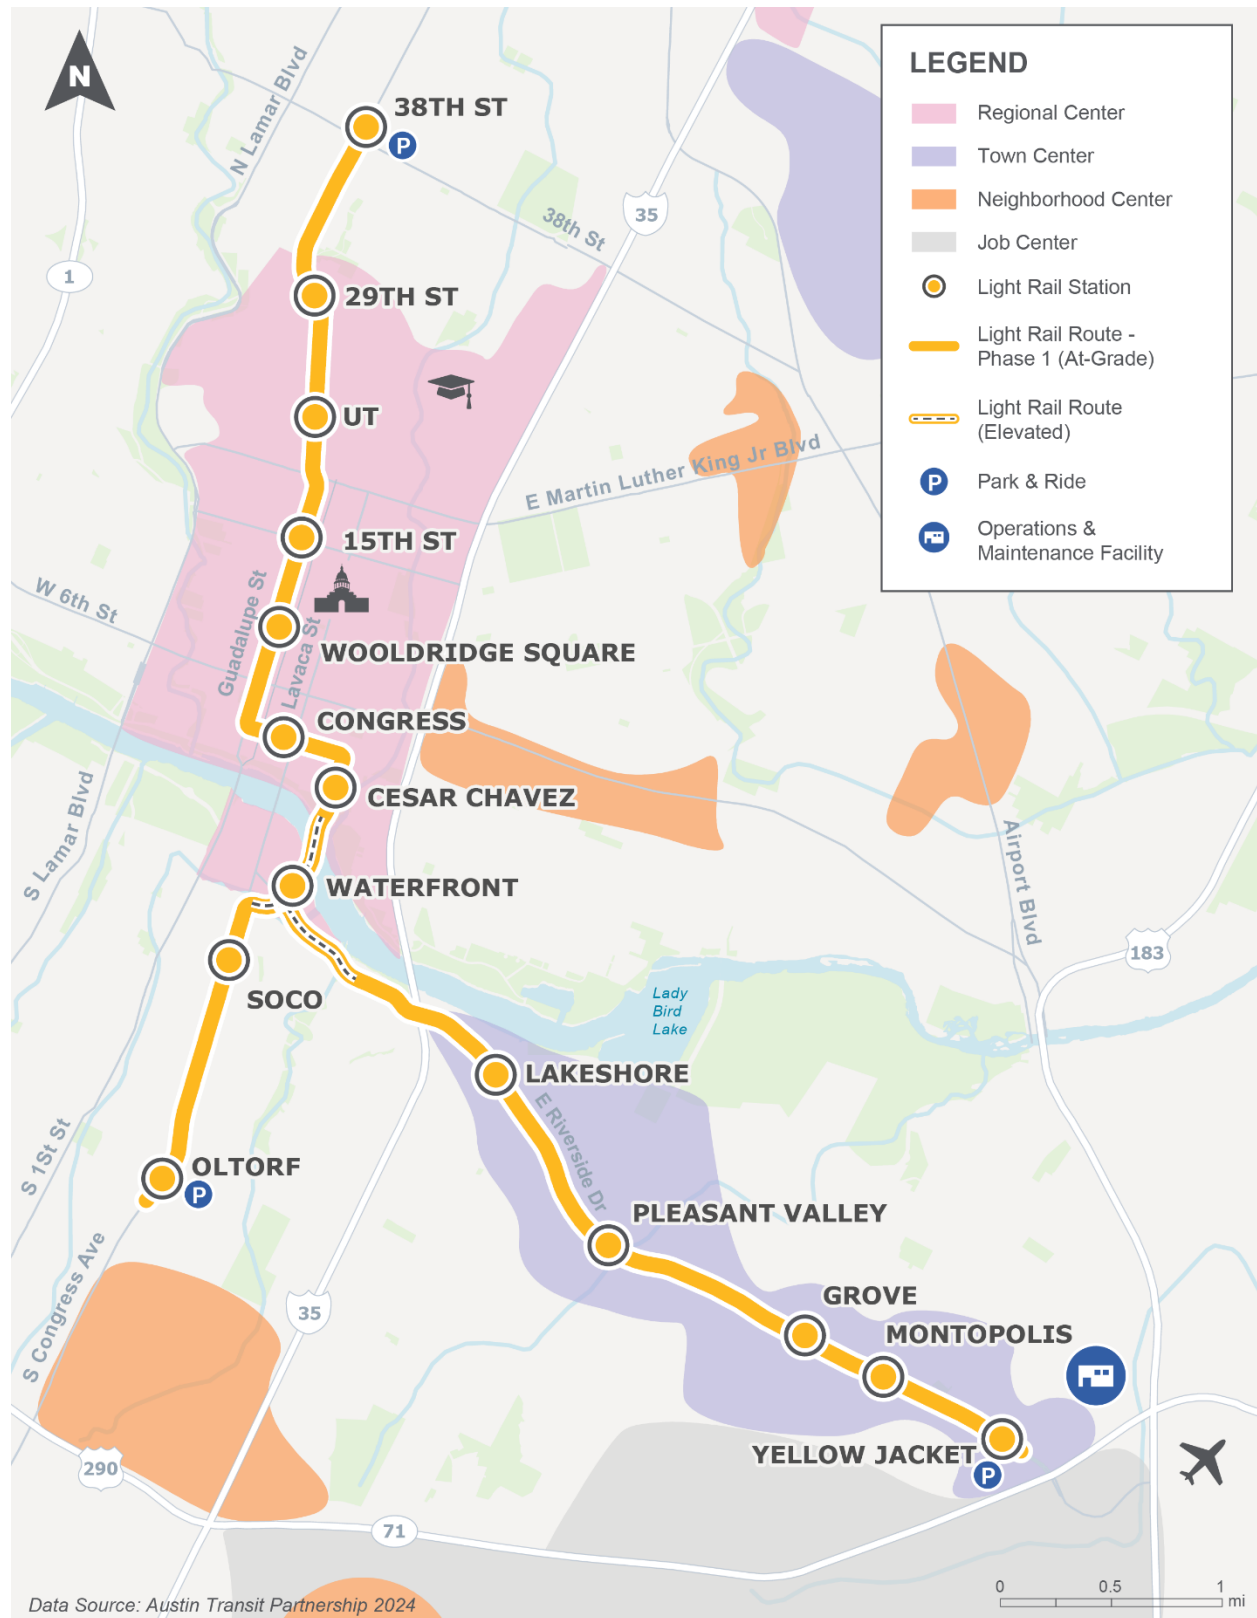 N
38TH ST
P
N Lamar Blvd
38th St
35
1
29TH ST
UT
E Martin Luther King Jr Blvd
15TH ST
W 6th St
Guadalupe St
Lavaca St
WOOLDRIDGE SQUARE
CONGRESS
CESAR CHAVEZ
S Lamar Blvd
Airport Blvd
WATERFRONT
183
SOCO
Lady
Bird
Lake
LAKESHORE
E Riverside Dr
S 1St St
OLTORF
P
PLEASANT VALLEY
S Congress Ave
GROVE
35
MONTOPOLIS
YELLOW JACKET
P
290
71
LEGEND
Regional Center
Town Center
Neighborhood Center
Job Center
Light Rail Station
Light Rail Route -
Phase 1 (At-Grade)
Light Rail Route
(Elevated)
P
Park & Ride
Operations &
Maintenance Facility
0 0.5 1
mi
Data Source: Austin Transit Partnership 2024